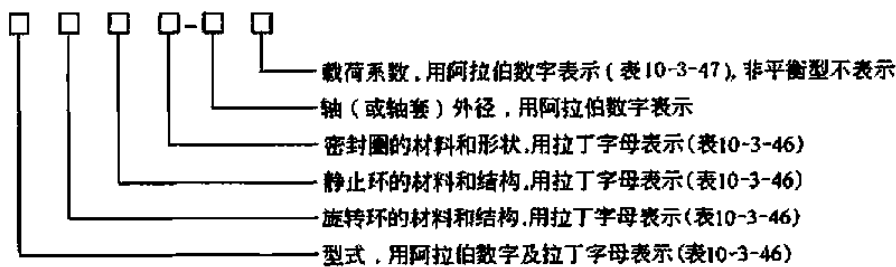 □ □ □ □-□ □
载荷系数,用阿拉伯数字表示(表10-3-47),非平衡型不表示
轴(或轴套)外径,用阿拉伯数字表示
密封圈的材料和形状,用拉丁字母表示(表10-3-46)
静止环的材料和结构,用拉丁字母表示(表10-3-46)
旋转环的材料和结构,用拉丁字母表示(表10-3-46)
型式,用阿拉伯数字及拉丁字母表示(表10-3-46)